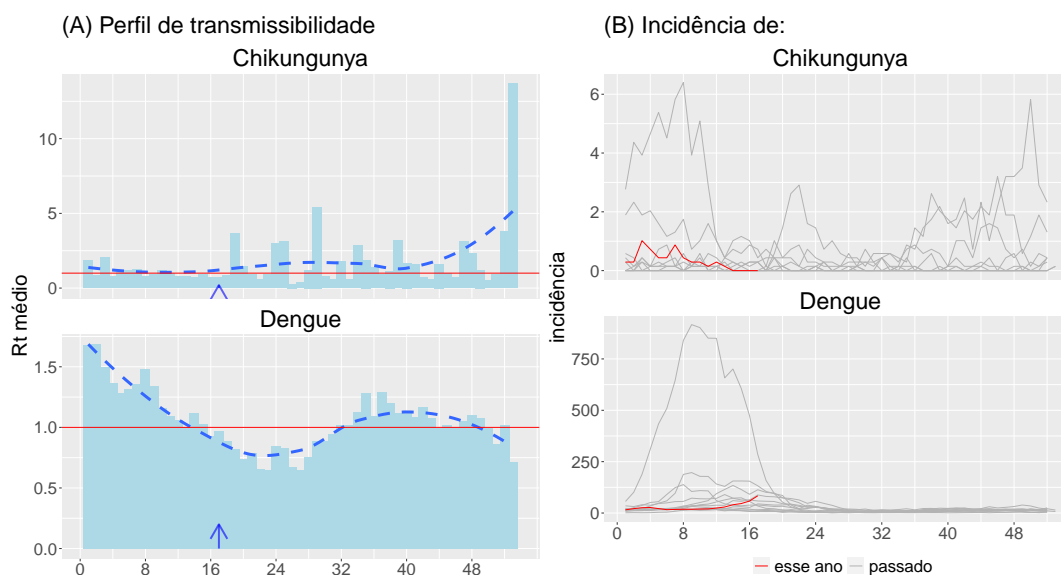 (A) Perfil de transmissibilidade
Chikungunya
10
5
1
0
Dengue
1.5
1.0
0.5
0.0
0 8 16 24 32 40 48
Rt médio
(B) Incidência de:
Chikungunya
6
4
2
0
Dengue
750
500
250
0
0 8 16 24 32 40 48
incidência
esse ano passado